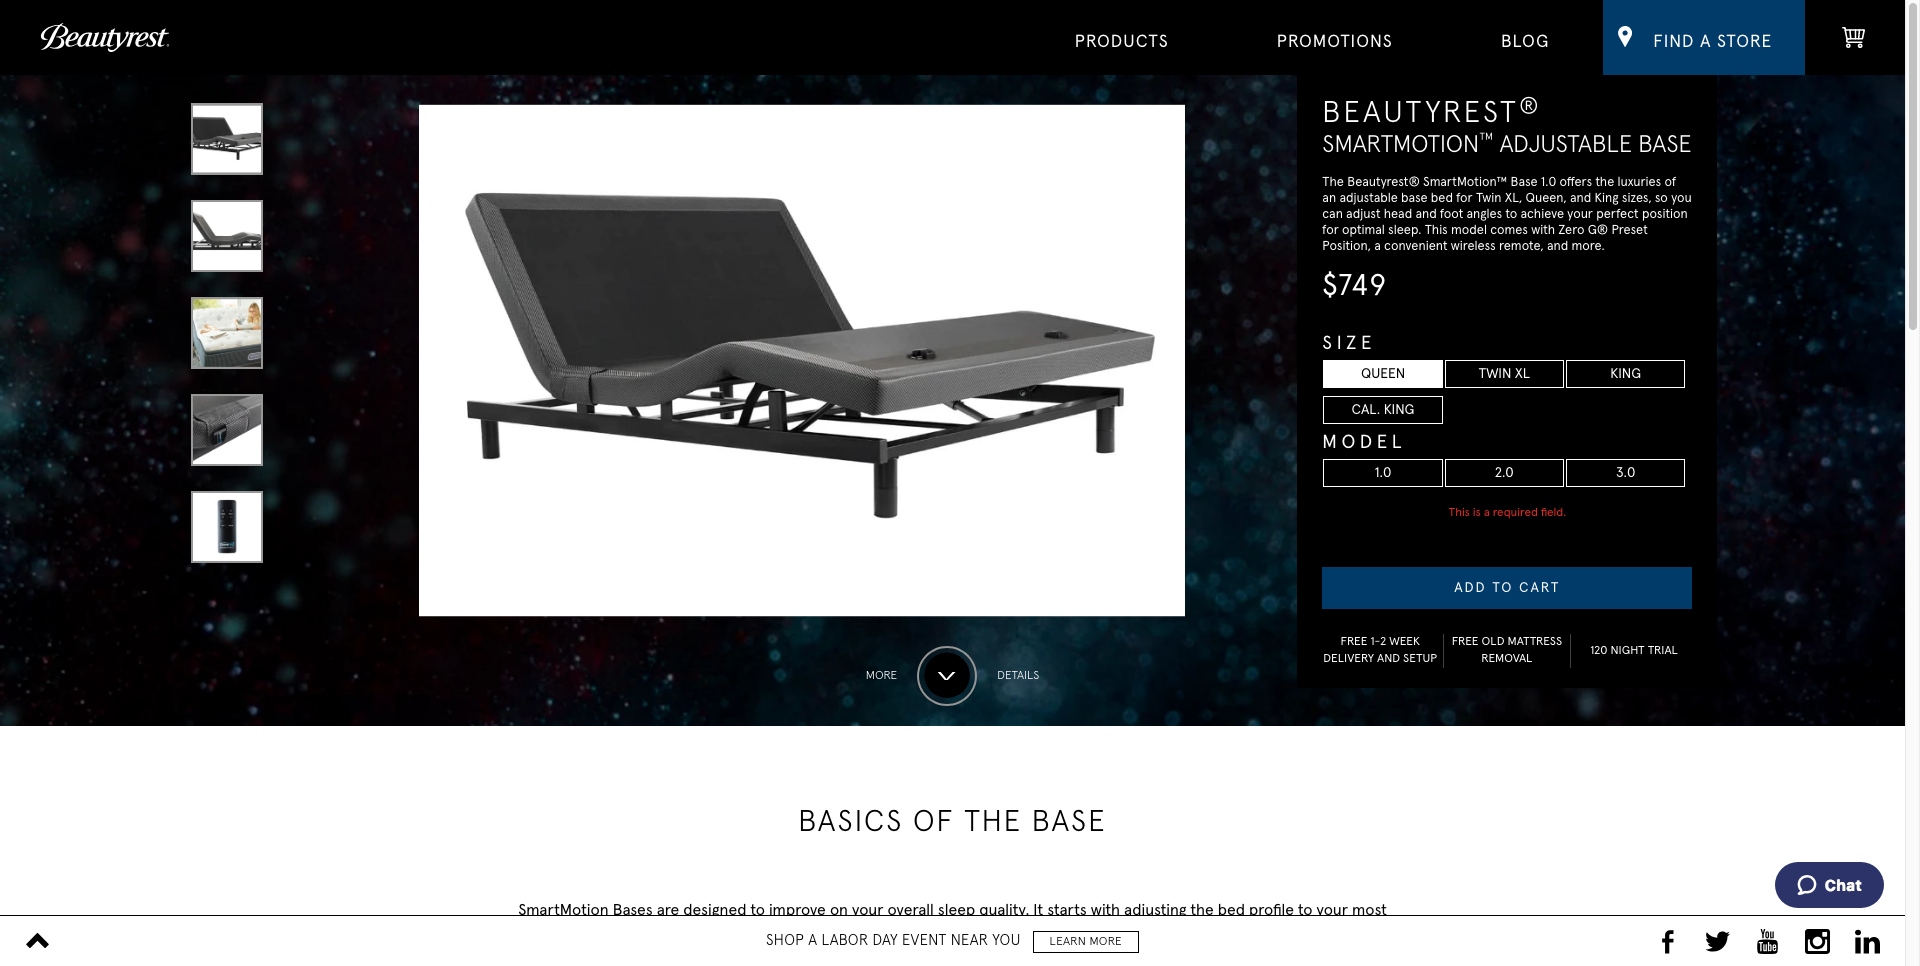 Beautyrest
PRODUCTS
PROMOTIONS
BLOG
FIND A STORE
BEAUTYREST®
SMARTMOTION™ ADJUSTABLE BASE
The Beautyrest® SmartMotion™ Base 1.0 offers the luxuries of
an adjustable base bed for Twin XL, Queen, and King sizes, so you
can adjust head and foot angles to achieve your perfect position
for optimal sleep. This model comes with Zero G® Preset
Position, a convenient wireless remote, and more.
$749
SIZE
QUEEN
TWIN XL
KING
CAL. KING
MODEL
1.0
2.0
3.0
This is a required field.
ADD TO CART
FREE 1-2 WEEK
DELIVERY AND SETUP
FREE OLD MATTRESS
REMOVAL
120 NIGHT TRIAL
MORE
DETAILS
BASICS OF THE BASE
SmartMotion Bases are designed to improve on your overall sleep quality. It starts with adjusting the bed profile to your most
Chat
SHOP A LABOR DAY EVENT NEAR YOU
LEARN MORE
You
Tube